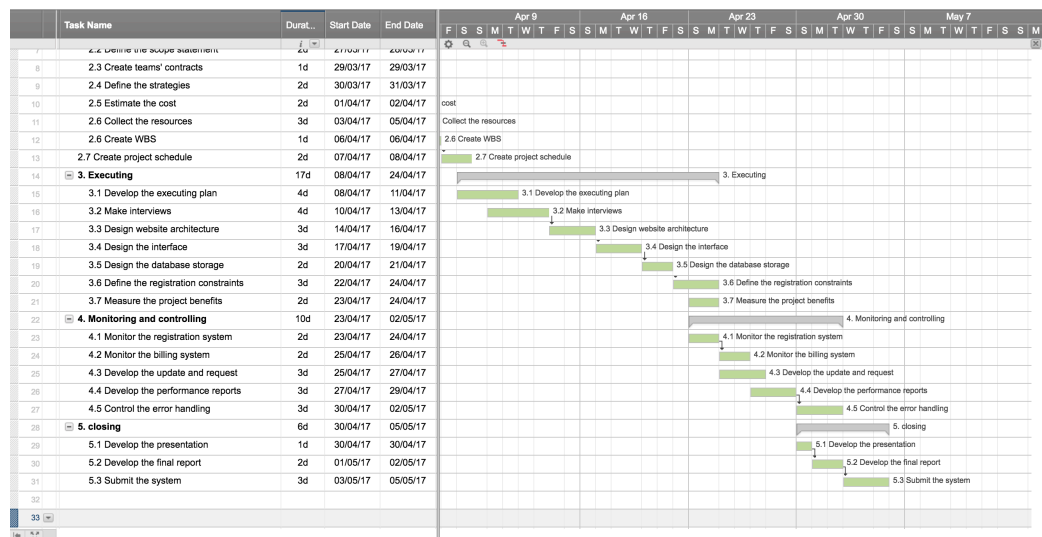 Task Name Durat... Start Date End Date Apr 9 Apr 16 Apr 23 Apr 30 May 7
F S S M T W T F S S M T W T F S S M T W T F S S M T W T F S S M T W T F S S M
i
7 2.2 Define the scope statement 2d 27/03/17 28/03/17
8 2.3 Create teams' contracts 1d 29/03/17 29/03/17
9 2.4 Define the strategies 2d 30/03/17 31/03/17
10 2.5 Estimate the cost 2d 01/04/17 02/04/17 cost
11 2.6 Collect the resources 3d 03/04/17 05/04/17 Collect the resources
12 2.6 Create WBS 1d 06/04/17 06/04/17 2.6 Create WBS
13 2.7 Create project schedule 2d 07/04/17 08/04/17 2.7 Create project schedule
14 3. Executing 17d 08/04/17 24/04/17 3. Executing
15 3.1 Develop the executing plan 4d 08/04/17 11/04/17 3.1 Develop the executing plan
16 3.2 Make interviews 4d 10/04/17 13/04/17 3.2 Make interviews
17 3.3 Design website architecture 3d 14/04/17 16/04/17 3.3 Design website architecture
18 3.4 Design the interface 3d 17/04/17 19/04/17 3.4 Design the interface
19 3.5 Design the database storage 2d 20/04/17 21/04/17 3.5 Design the database storage
20 3.6 Define the registration constraints 3d 22/04/17 24/04/17 3.6 Define the registration constraints
21 3.7 Measure the project benefits 2d 23/04/17 24/04/17 3.7 Measure the project benefits
22 4. Monitoring and controlling 10d 23/04/17 02/05/17 4. Monitoring and controlling
23 4.1 Monitor the registration system 2d 23/04/17 24/04/17 4.1 Monitor the registration system
24 4.2 Monitor the billing system 2d 25/04/17 26/04/17 4.2 Monitor the billing system
25 4.3 Develop the update and request 3d 25/04/17 27/04/17 4.3 Develop the update and request
26 4.4 Develop the performance reports 3d 27/04/17 29/04/17 4.4 Develop the performance reports
27 4.5 Control the error handling 3d 30/04/17 02/05/17 4.5 Control the error handling
28 5. closing 6d 30/04/17 05/05/17 5. closing
29 5.1 Develop the presentation 1d 30/04/17 30/04/17 5.1 Develop the presentation
30 5.2 Develop the final report 2d 01/05/17 02/05/17 5.2 Develop the final report
31 5.3 Submit the system 3d 03/05/17 05/05/17 5.3 Submit the system
32
33